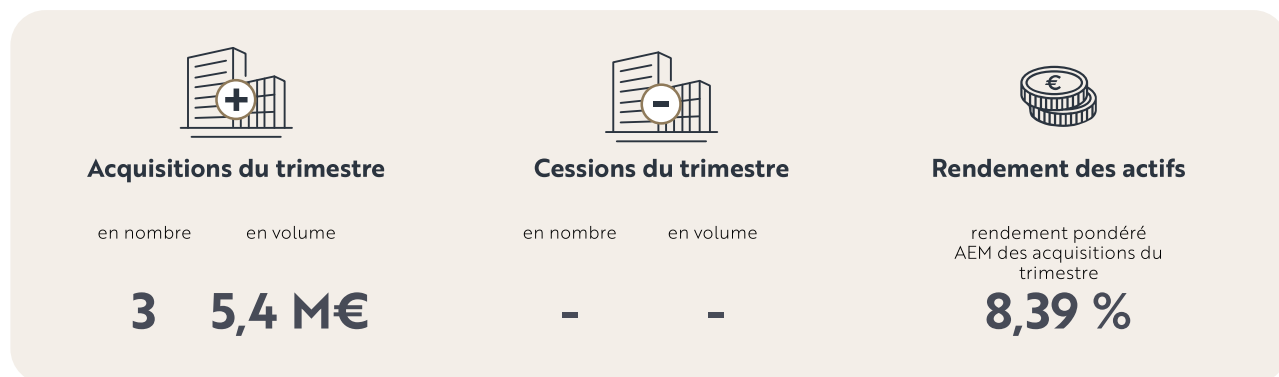 Acquisitions du trimestre
en nombre
en volume
3
5,4 M€
Cessions du trimestre
en nombre
en volume
-
-
€
Rendement des actifs
rendement pondéré
AEM des acquisitions du
trimestre
8,39 %